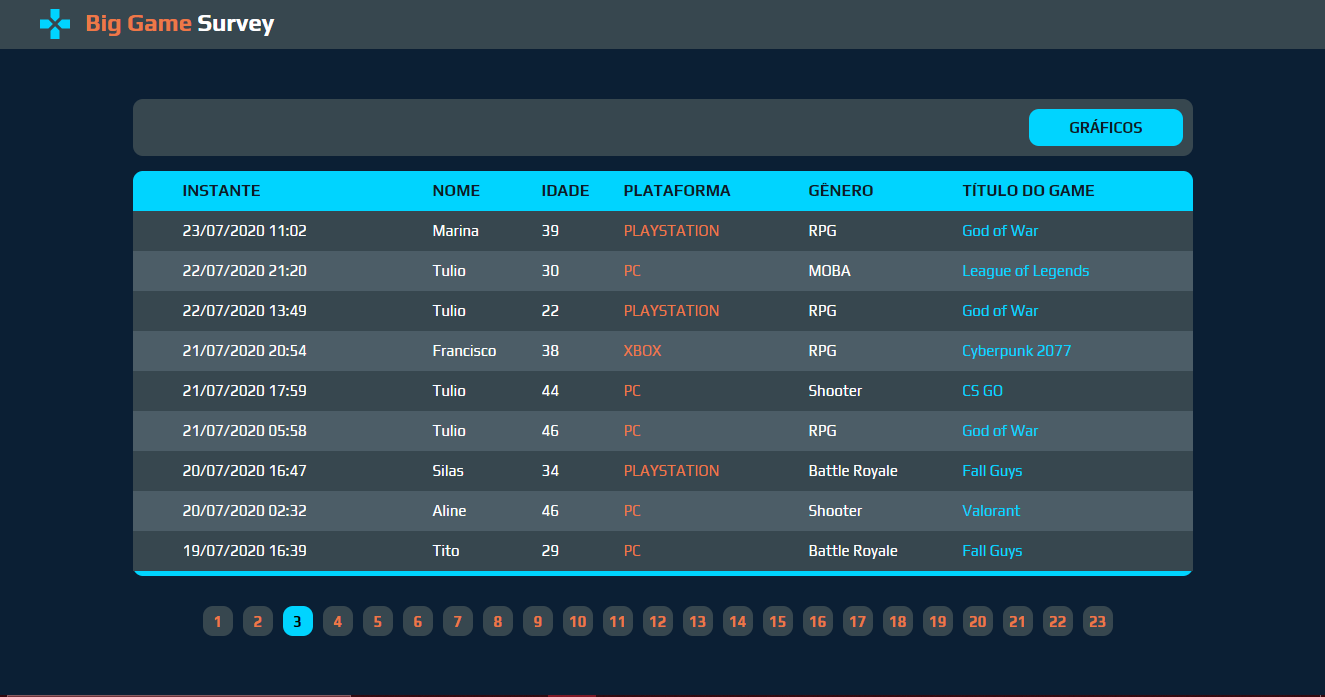 Big Game Survey
GRÁFICOS
INSTANTE NOME IDADE PLATAFORMA GÊNERO TÍTULO DO GAME
23/07/2020 11:02 Marina 39 PLAYSTATION RPG God of War
22/07/2020 21:20 Tulio 30 PC MOBA League of Legends
22/07/2020 13:49 Tulio 22 PLAYSTATION RPG God of War
21/07/2020 20:54 Francisco 38 XBOX RPG Cyberpunk 2077
21/07/2020 17:59 Tulio 44 PC Shooter CS GO
21/07/2020 05:58 Tulio 46 PC RPG God of War
20/07/2020 16:47 Silas 34 PLAYSTATION Battle Royale Fall Guys
20/07/2020 02:32 Aline 46 PC Shooter Valorant
19/07/2020 16:39 Tito 29 PC Battle Royale Fall Guys
1 2 3 4 5 6 7 8 9 10 11 12 13 14 15 16 17 18 19 20 21 22 23